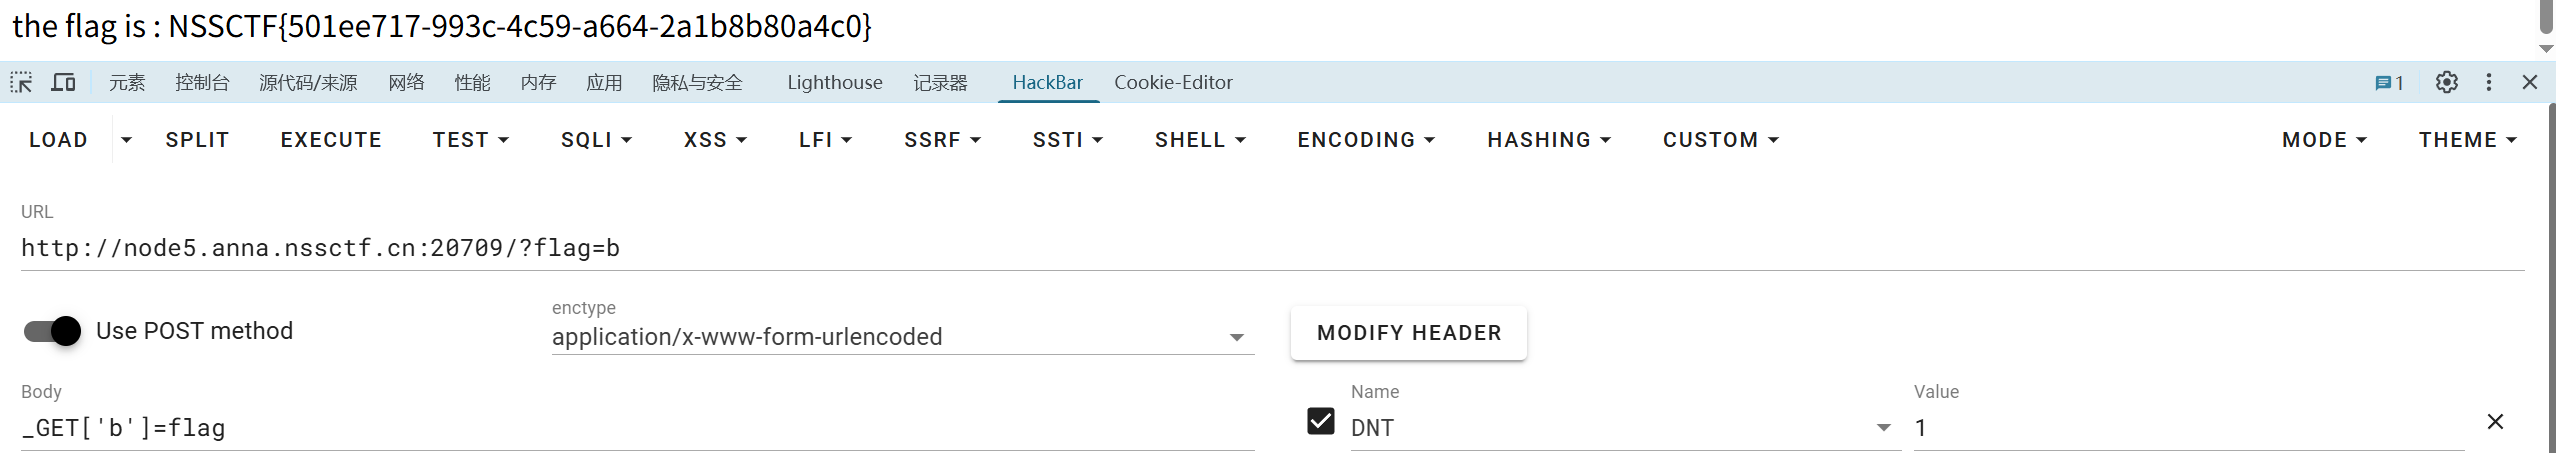 the flag is : NSSCTF{501ee717-993c-4c59-a664-2a1b8b80a4c0}
元素 控制台 源代码/来源 网络 性能 内存 应用 隐私与安全 Lighthouse 记录器 HackBar Cookie-Editor 1
LOAD SPLIT EXECUTE TEST SQLI XSS LFI SSRF SSTI SHELL ENCODING HASHING CUSTOM MODE THEME
URL
http://node5.anna.nssctf.cn:20709/?flag=b
enctype
Use POST method application/x-www-form-urlencoded MODIFY HEADER
Body Name Value
_GET['b']=flag DNT 1